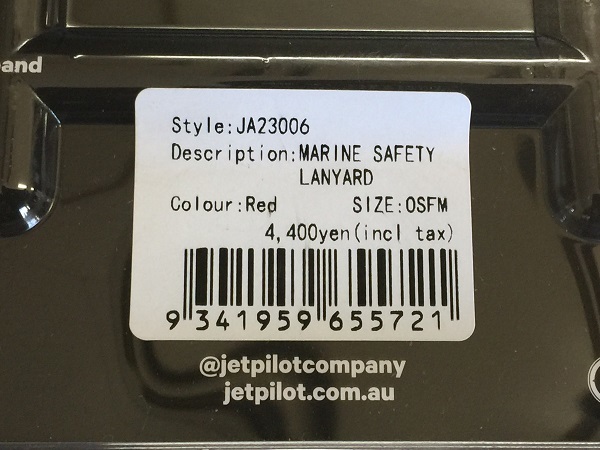 Style:JA23006
Description:MARINE SAFETY
LANYARD
Colour:Red SIZE:OSFM
4,400yen(incl tax)
9 341959 655721
@jetpilotcompany
jetpilot.com.au